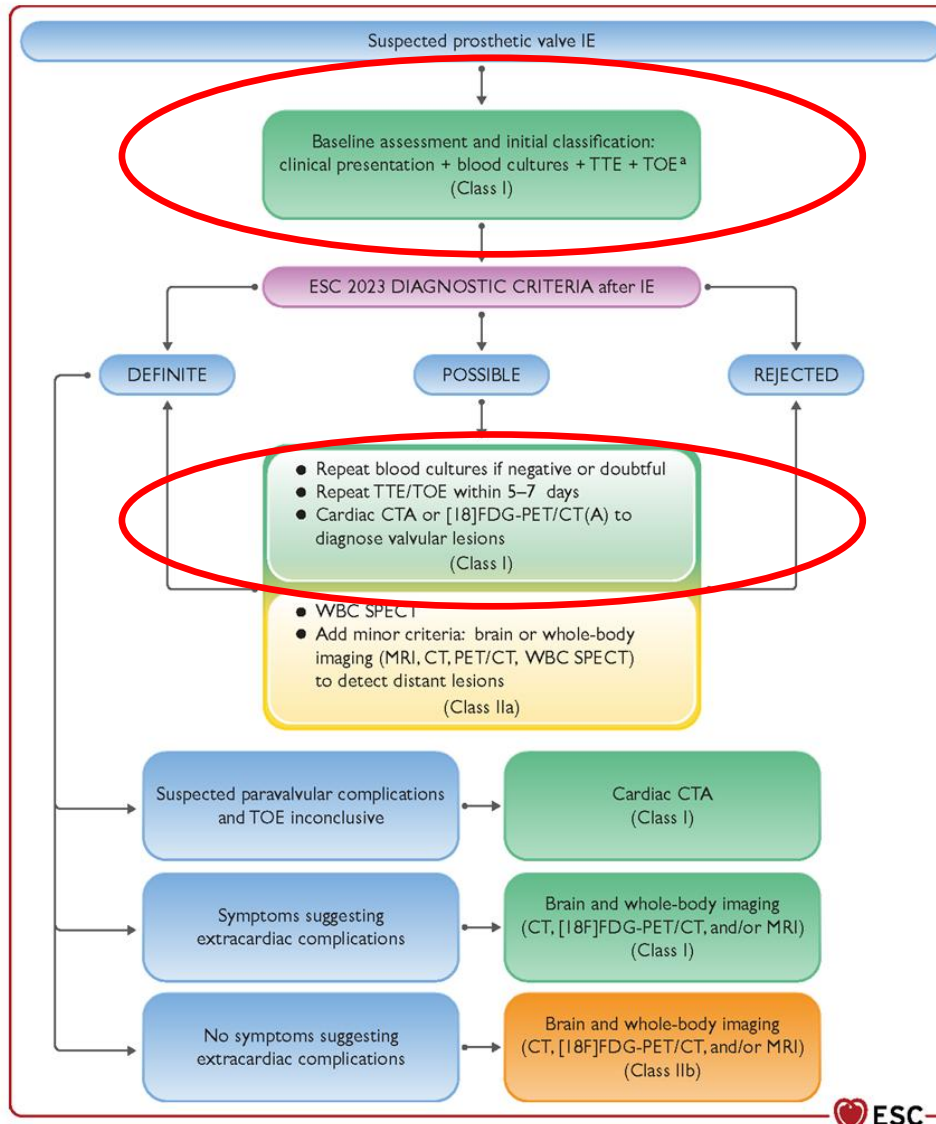 Suspected prosthetic valve IE
Baseline assessment and initial classification:
clinical presentation + blood cultures + TTE + TOEᵃ
(Class I)
ESC 2023 DIAGNOSTIC CRITERIA after IE
DEFINITE
POSSIBLE
REJECTED
● Repeat blood cultures if negative or doubtful
● Repeat TTE/TOE within 5–7 days
● Cardiac CTA or [18]FDG-PET/CT(A) to
diagnose valvular lesions
(Class I)
● WBC SPECT
● Add minor criteria: brain or whole-body
imaging (MRI, CT, PET/CT, WBC SPECT)
to detect distant lesions
(Class IIa)
Suspected paravalvular complications
and TOE inconclusive
Cardiac CTA
(Class I)
Symptoms suggesting
extracardiac complications
Brain and whole-body imaging
(CT, [18F]FDG-PET/CT, and/or MRI)
(Class I)
No symptoms suggesting
extracardiac complications
Brain and whole-body imaging
(CT, [18F]FDG-PET/CT, and/or MRI)
(Class IIb)
ESC